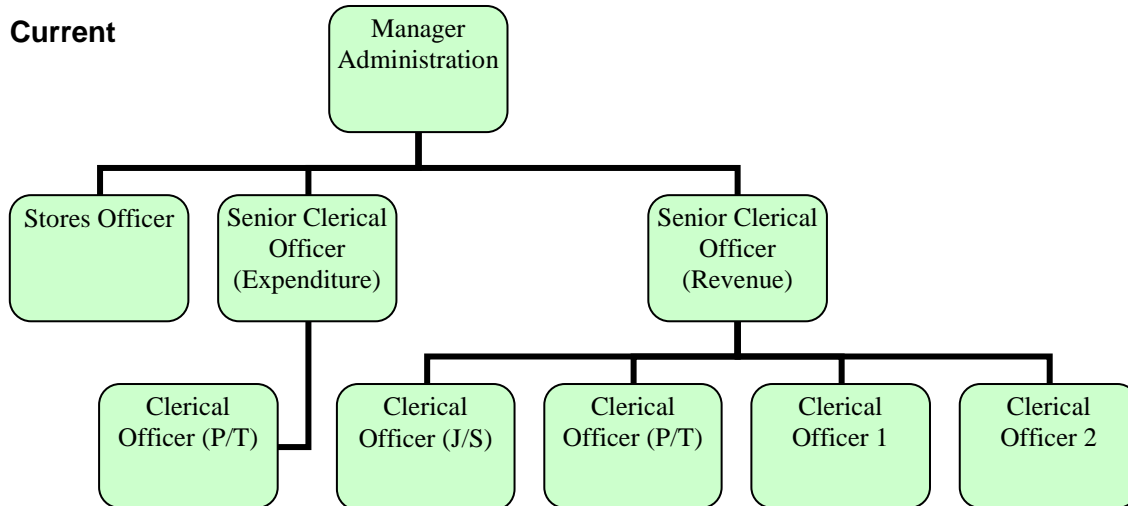 Current
Manager
Administration
Stores Officer
Senior Clerical
Officer
(Expenditure)
Senior Clerical
Officer
(Revenue)
Clerical
Officer (P/T)
Clerical
Officer (J/S)
Clerical
Officer (P/T)
Clerical
Officer 1
Clerical
Officer 2